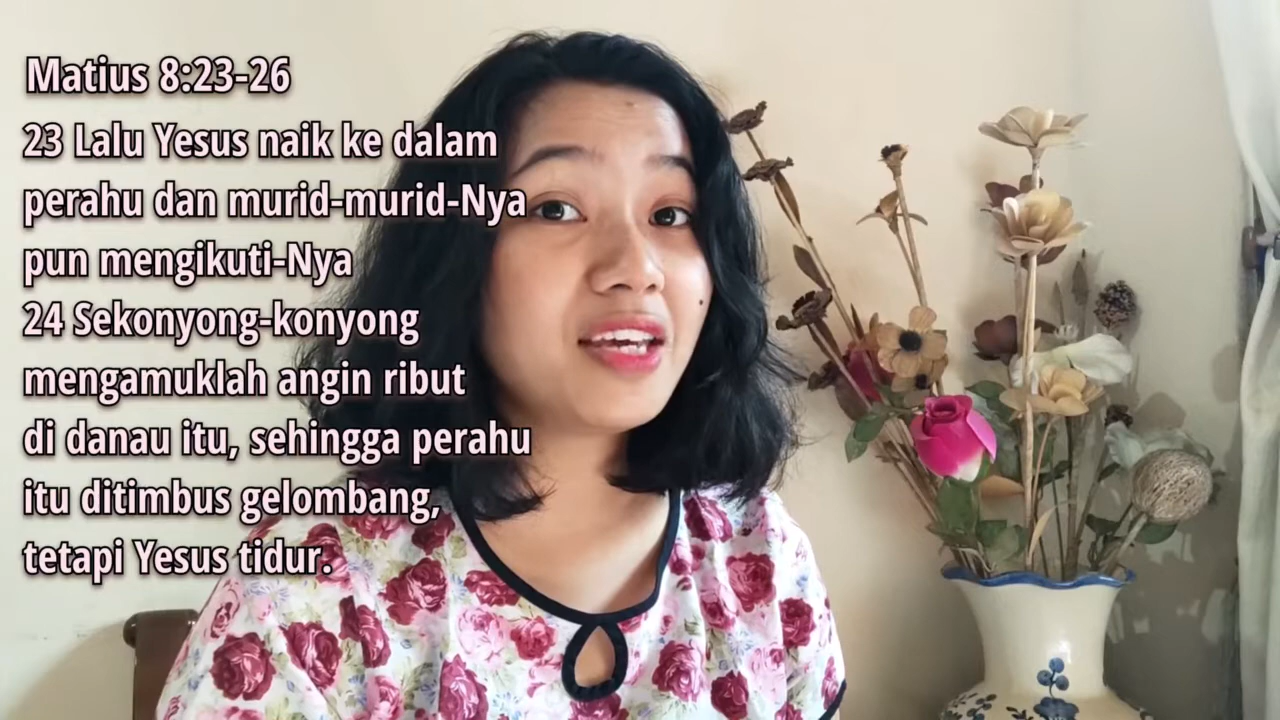 Matius 8:23-26
23 Lalu Yesus naik ke dalam
perahu dan murid-murid-Nya
pun mengikuti-Nya
24 Sekonyong-konyong
mengamuklah angin ribut
di danau itu, sehingga perahu
itu ditimbus gelombang,
tetapi Yesus tidur.